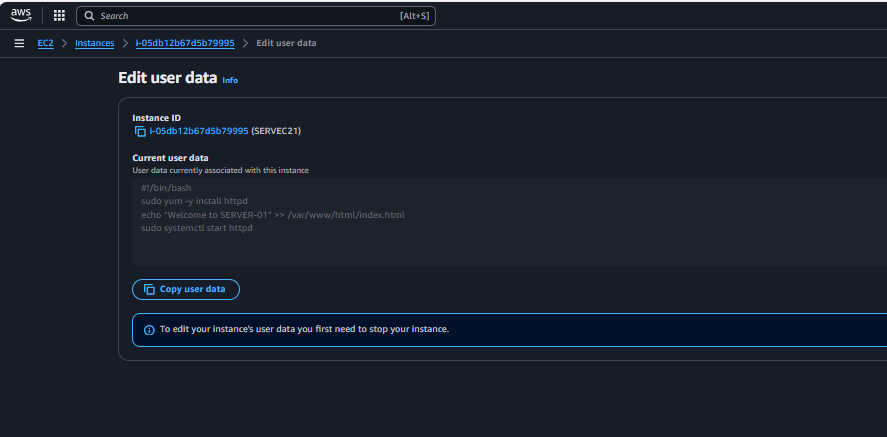 aws
Search [Alt+S]
EC2 > Instances > i-05db12b67d5b79995 > Edit user data
Edit user data Info
Instance ID
i-05db12b67d5b79995 (SERVEC21)
Current user data
User data currently associated with this instance
#!/bin/bash
sudo yum -y install httpd
echo "Welcome to SERVER-01" >> /var/www/html/index.html
sudo systemctl start httpd
Copy user data
To edit your instance's user data you first need to stop your instance.